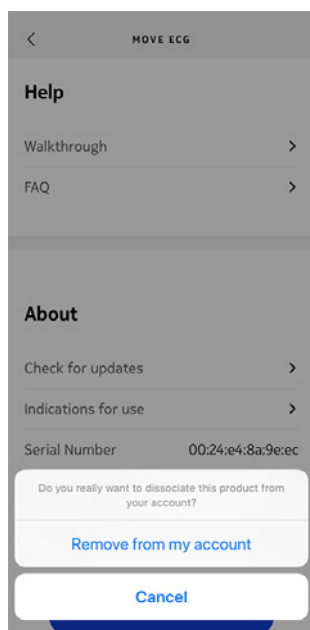 MOVE ECG
Help
Walkthrough
FAQ
About
Check for updates
Indications for use
Serial Number 00:24:e4:8a:9e:ec
Do you really want to dissociate this product from
your account?
Remove from my account
Cancel